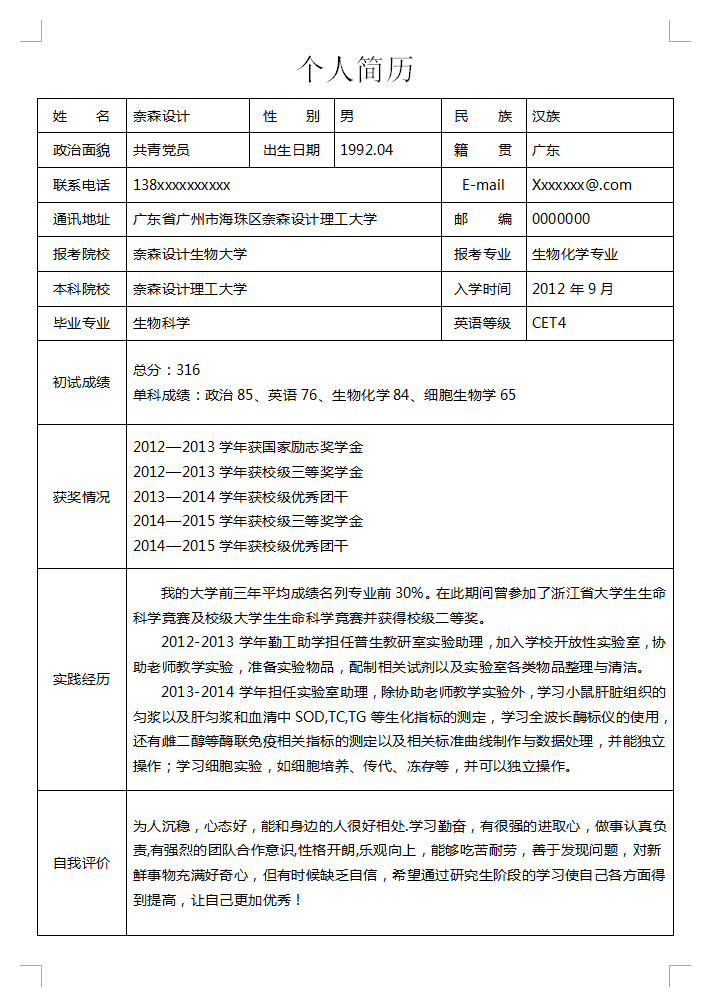 个人简历
姓 名 奈森设计 性 别 男 民 族 汉族
政治面貌 共青党员 出生日期 1992.04 籍 贯 广东
联系电话 138xxxxxxxxxx E-mail Xxxxxxx@.com
通讯地址 广东省广州市海珠区奈森设计理工大学 邮 编 0000000
报考院校 奈森设计生物大学 报考专业 生物化学专业
本科院校 奈森设计理工大学 入学时间 2012 年 9 月
毕业专业 生物科学 英语等级 CET4
初试成绩
总分：316
单科成绩：政治 85、英语 76、生物化学 84、细胞生物学 65
获奖情况
2012—2013 学年获国家励志奖学金
2012—2013 学年获校级三等奖学金
2013—2014 学年获校级优秀团干
2014—2015 学年获校级三等奖学金
2014—2015 学年获校级优秀团干
实践经历
我的大学前三年平均成绩名列专业前 30%。在此期间曾参加了浙江省大学生生命
科学竞赛及校级大学生生命科学竞赛并获得校级二等奖。
2012-2013 学年勤工助学担任普生教研室实验助理，加入学校开放性实验室，协
助老师教学实验，准备实验物品，配制相关试剂以及实验室各类物品整理与清洁。
2013-2014 学年担任实验室助理，除协助老师教学实验外，学习小鼠肝脏组织的
匀浆以及肝匀浆和血清中 SOD,TC,TG 等生化指标的测定，学习全波长酶标仪的使用，
还有雌二醇等酶联免疫相关指标的测定以及相关标准曲线制作与数据处理，并能独立
操作；学习细胞实验，如细胞培养、传代、冻存等，并可以独立操作。
自我评价
为人沉稳，心态好，能和身边的人很好相处.学习勤奋，有很强的进取心，做事认真负
责,有强烈的团队合作意识,性格开朗,乐观向上，能够吃苦耐劳，善于发现问题，对新
鲜事物充满好奇心，但有时候缺乏自信，希望通过研究生阶段的学习使自己各方面得
到提高，让自己更加优秀！